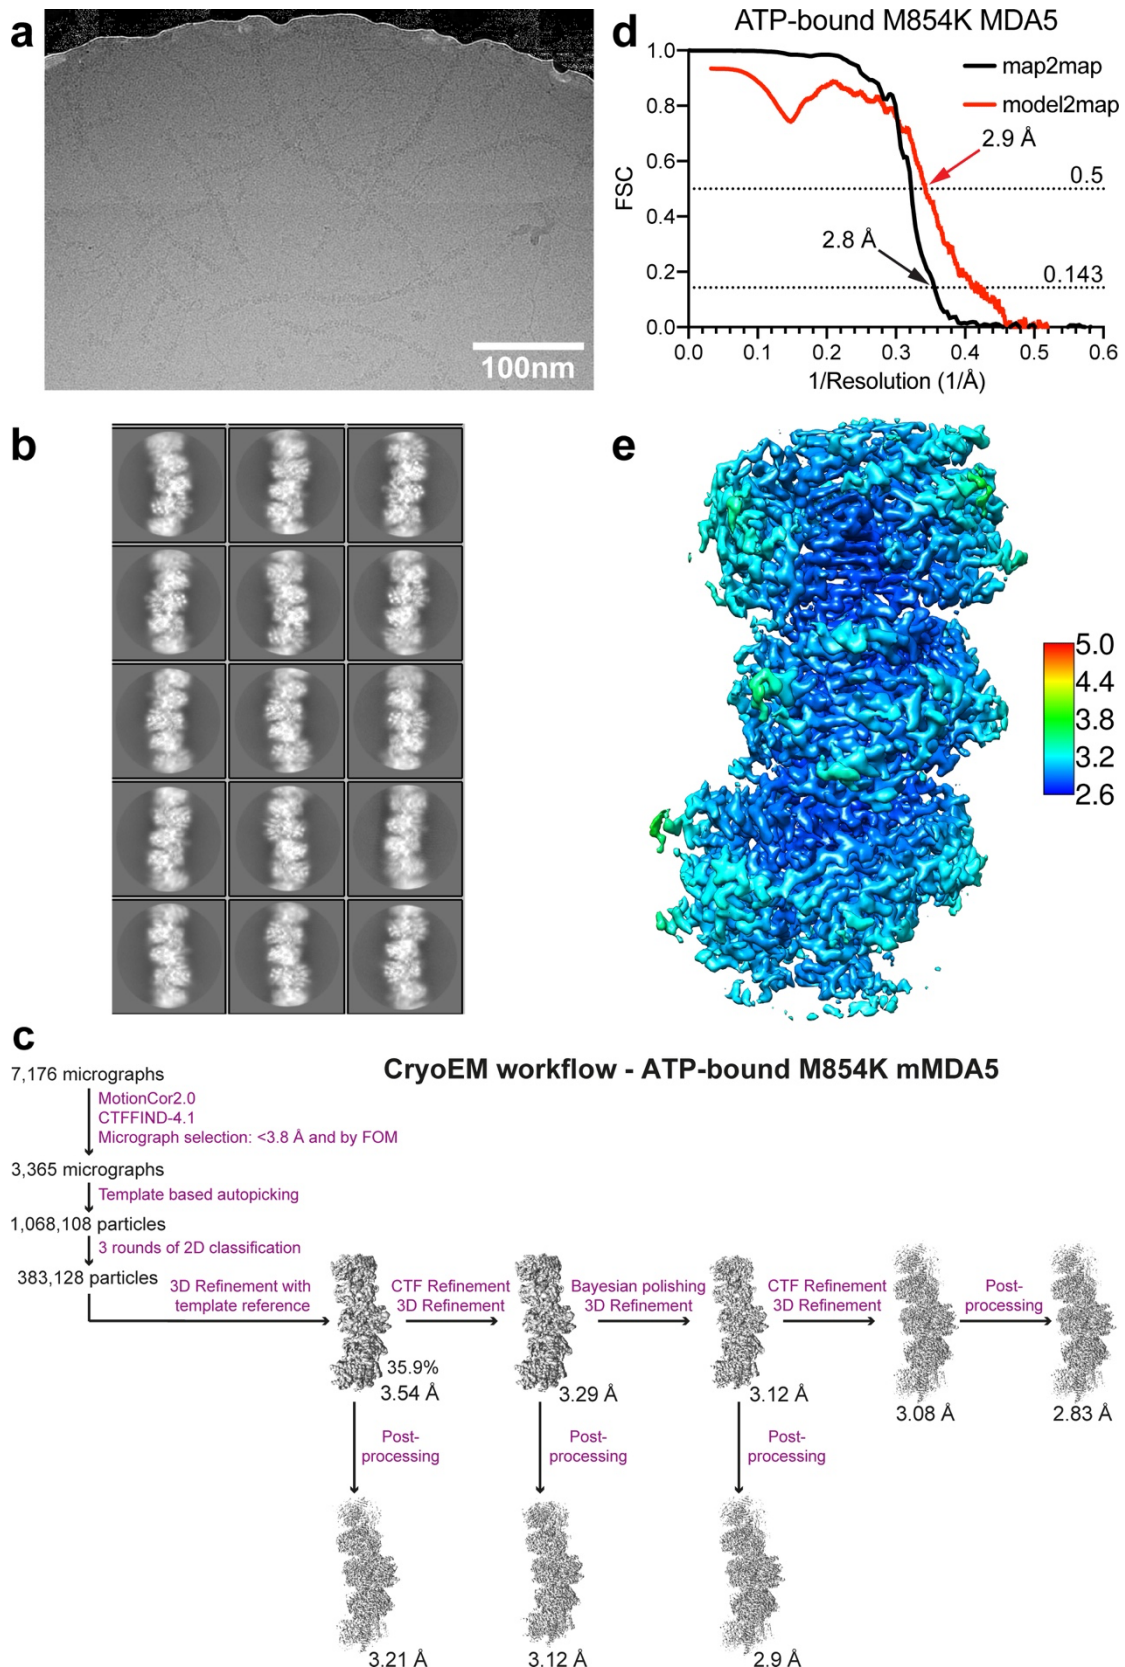 a
100nm
d
ATP-bound M854K MDA5
map2map
model2map
2.9 Å
0.5
2.8 Å
0.143
FSC
1.0
0.8
0.6
0.4
0.2
0.0
0.0 0.1 0.2 0.3 0.4 0.5 0.6
1/Resolution (1/Å)
b
e
5.0
4.4
3.8
3.2
2.6
c
CryoEM workflow - ATP-bound M854K mMDA5
7,176 micrographs
MotionCor2.0
CTFFIND-4.1
Micrograph selection: <3.8 Å and by FOM
3,365 micrographs
Template based autopicking
1,068,108 particles
3 rounds of 2D classification
383,128 particles
3D Refinement with
template reference
35.9%
3.54 Å
CTF Refinement
3D Refinement
3.29 Å
Bayesian polishing
3D Refinement
3.12 Å
CTF Refinement
3D Refinement
3.08 Å
Post-
processing
2.83 Å
Post-
processing
3.21 Å
Post-
processing
3.12 Å
Post-
processing
2.9 Å